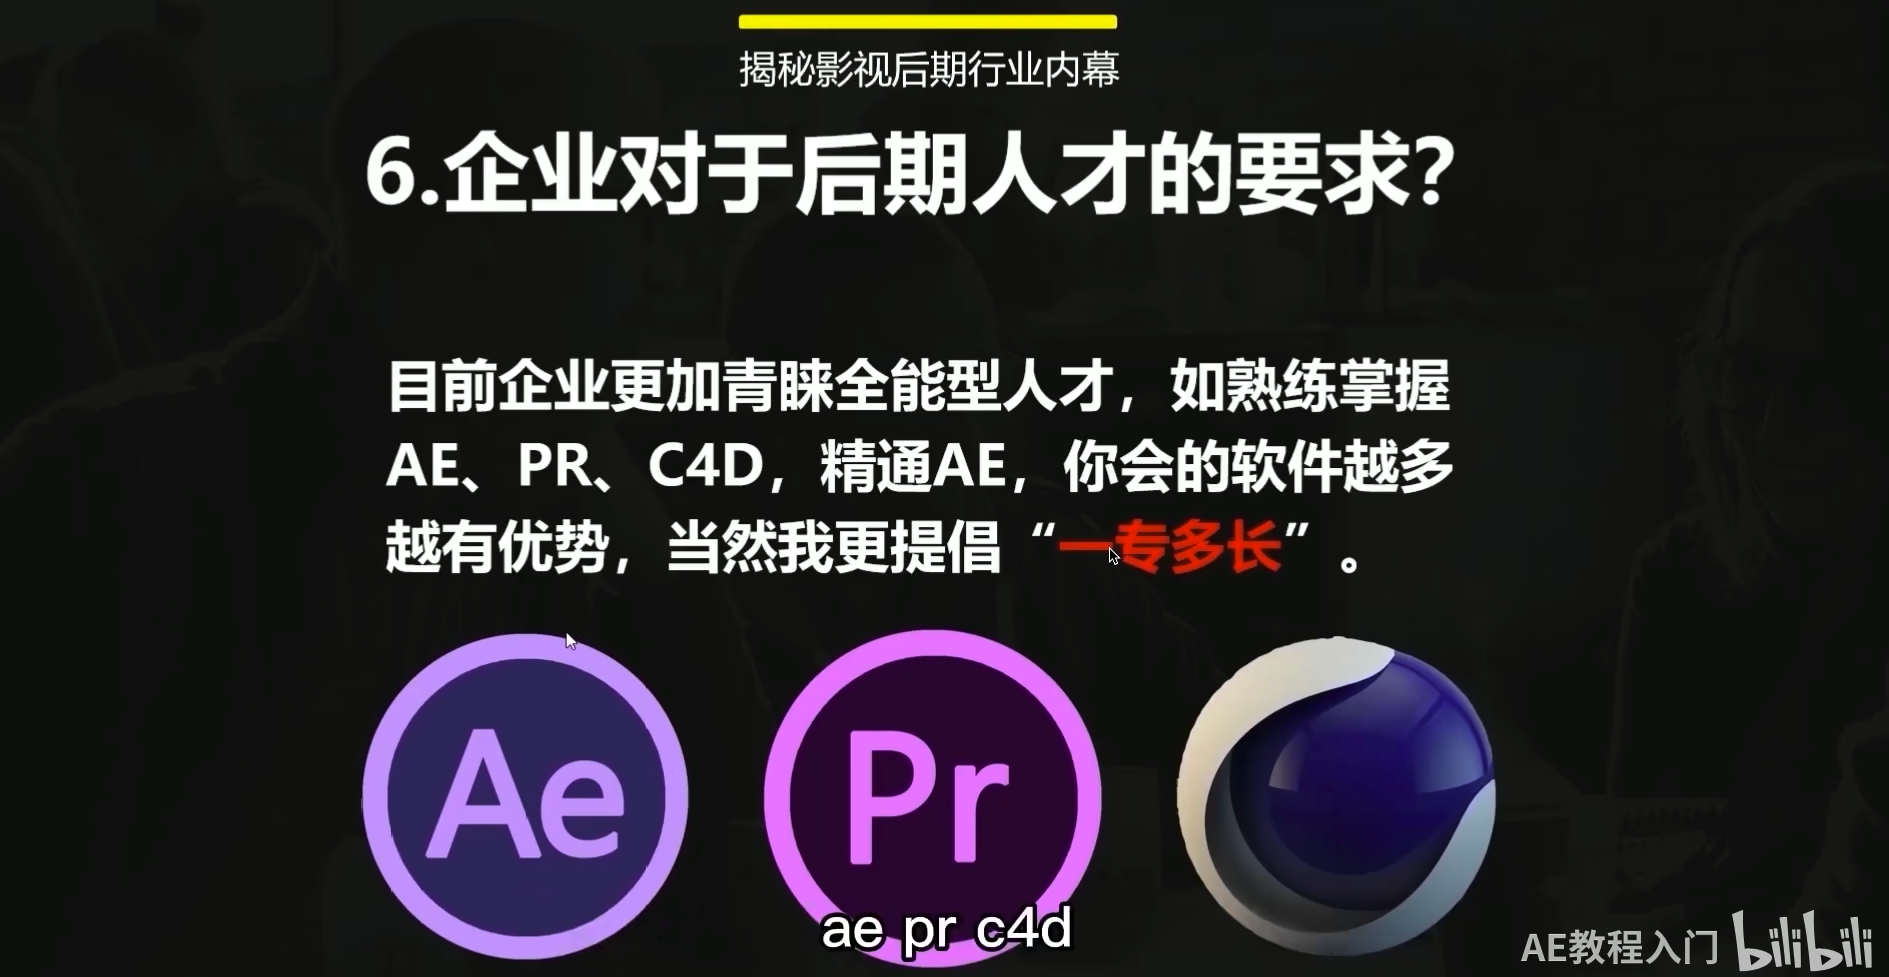 揭秘影视后期行业内幕
6.企业对于后期人才的要求?
目前企业更加青睐全能型人才，如熟练掌握
AE、PR、C4D，精通AE，你会的软件越多
越有优势，当然我更提倡“一专多长”。
Ae
Pr
ae pr c4d
AE教程入门 bilibili